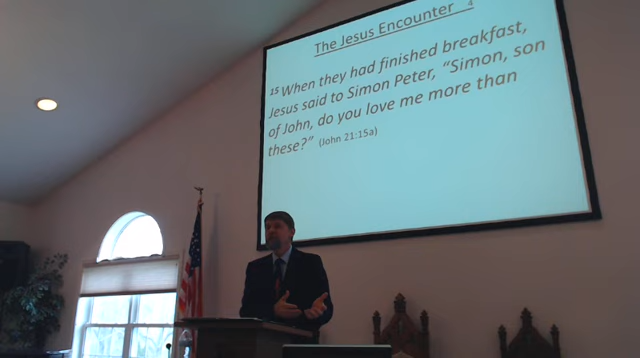 The Jesus Encounter 4
15 When they had finished breakfast,
Jesus said to Simon Peter, “Simon, son
of John, do you love me more than
these?” (John 21:15a)